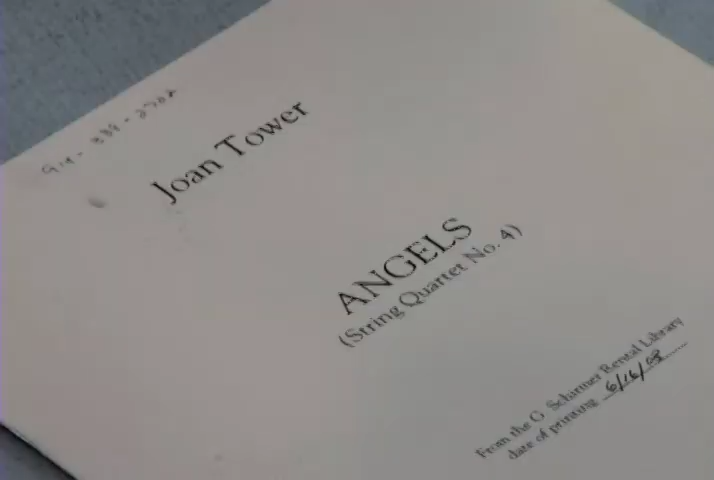 Joan Tower
ANGELS
(String Quartet No. 4)
From the G. Schirmer Rental Library
date of printing 6/16/08